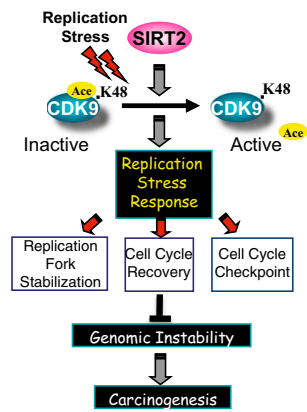 Replication
Stress
SIRT2
Ace
K48
CDK9
K48
CDK9
Ace
Inactive
Active
Replication
Stress
Response
Replication
Fork
Stabilization
Cell Cycle
Recovery
Cell Cycle
Checkpoint
Genomic Instability
Carcinogenesis